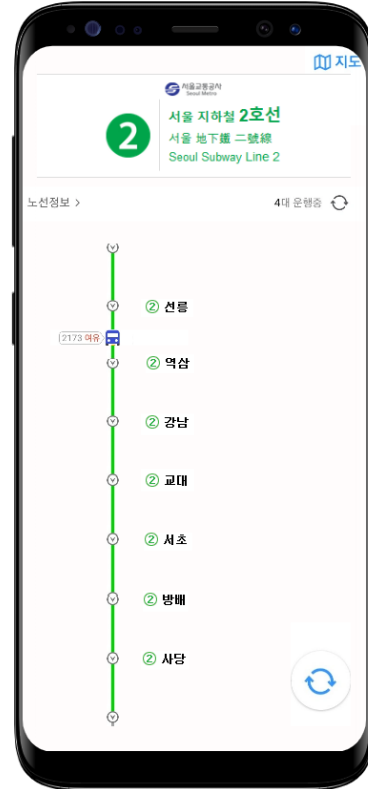 지도
서울교통공사
Seoul Metro
2
서울 지하철 2호선
서울 地下鐵 二號線
Seoul Subway Line 2
노선정보 >
4대 운행중
② 선릉
2173 여유
② 역삼
② 강남
② 교대
② 서초
② 방배
② 사당